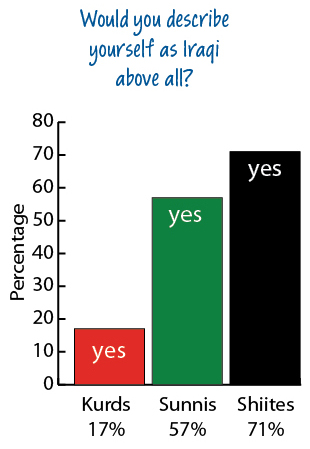 Would you describe
yourself as Iraqi
above all?
80
70
60
50
40
30
20
10
0
Percentage
yes
yes
yes
Kurds Sunnis Shiites
17% 57% 71%